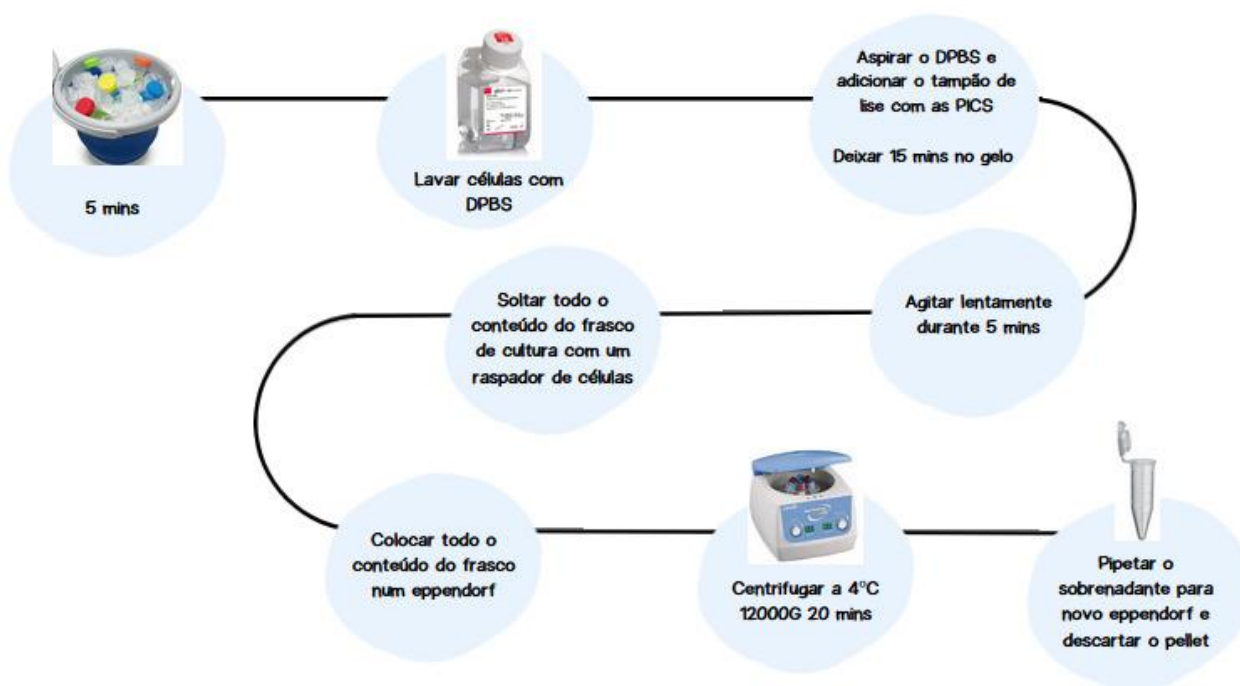 5 mins
Lavar células com
DPBS
Aspirar o DPBS e
adicionar o tampão de
lise com as PICS
Deixar 15 mins no gelo
Agitar lentamente
durante 5 mins
Soltar todo o
conteúdo do frasco
de cultura com um
raspador de células
Colocar todo o
conteúdo do frasco
num eppendorf
Centrifugar a 4°C
12000G 20 mins
Pipetar o
sobrenadante para
novo eppendorf e
descartar o pellet